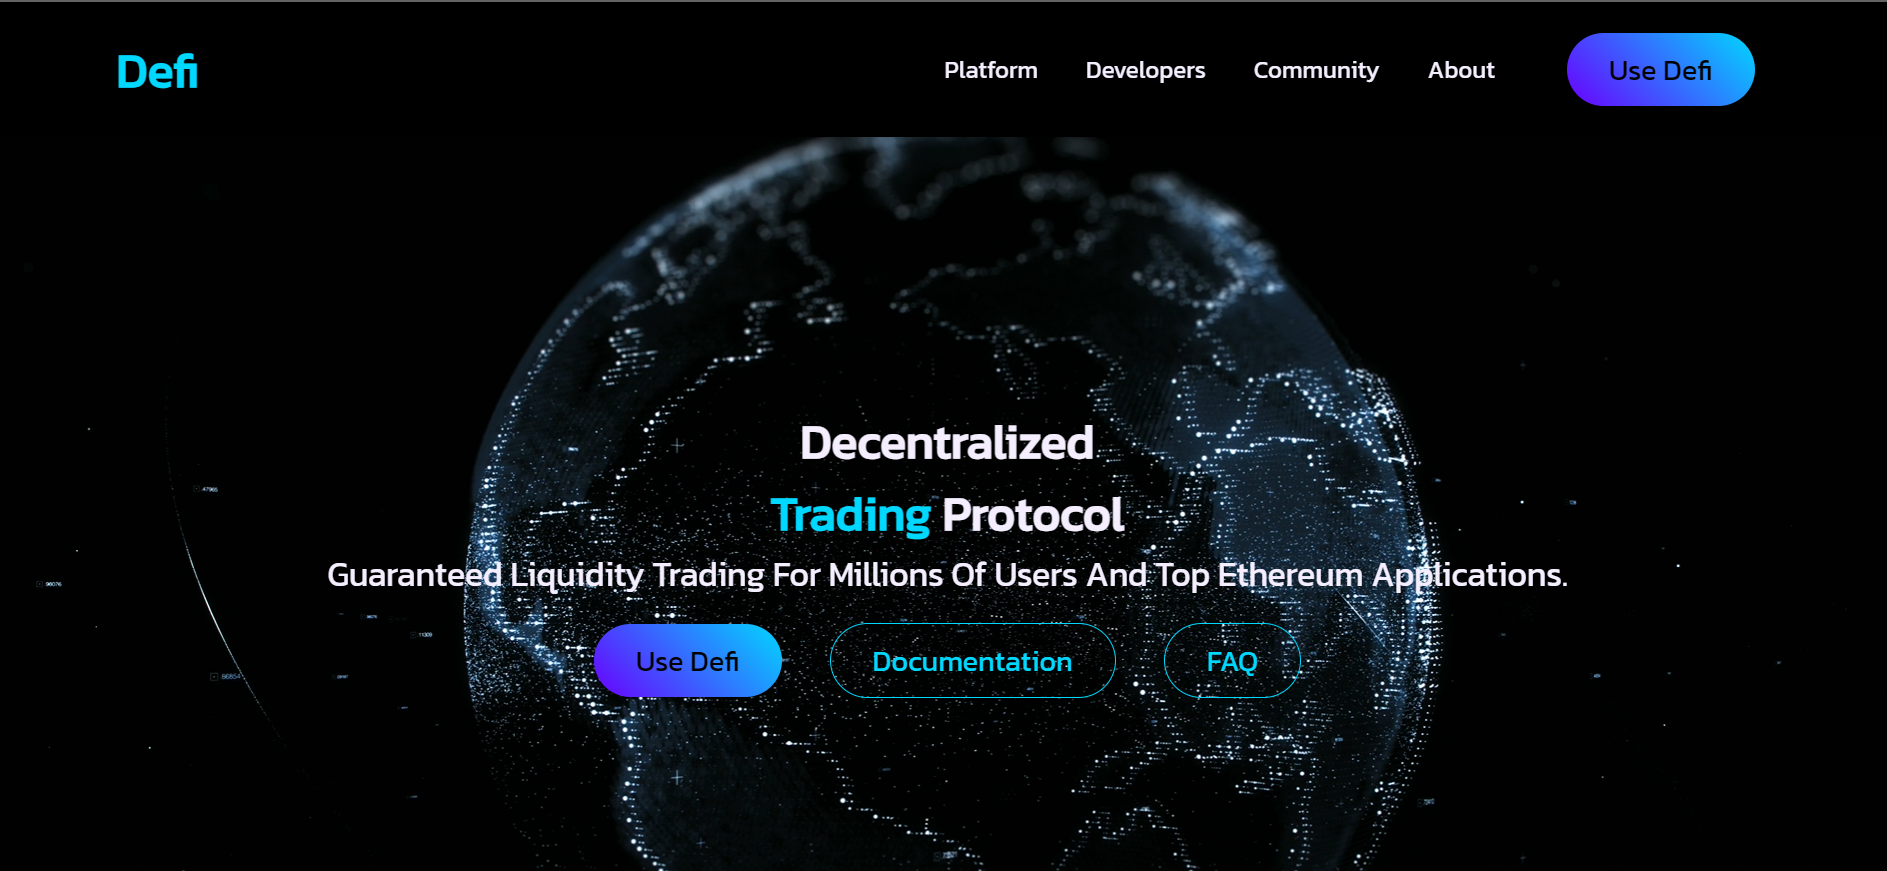 Defi
Platform Developers Community About Use Defi
Decentralized
Trading Protocol
Guaranteed Liquidity Trading For Millions Of Users And Top Ethereum Applications.
Use Defi Documentation FAQ